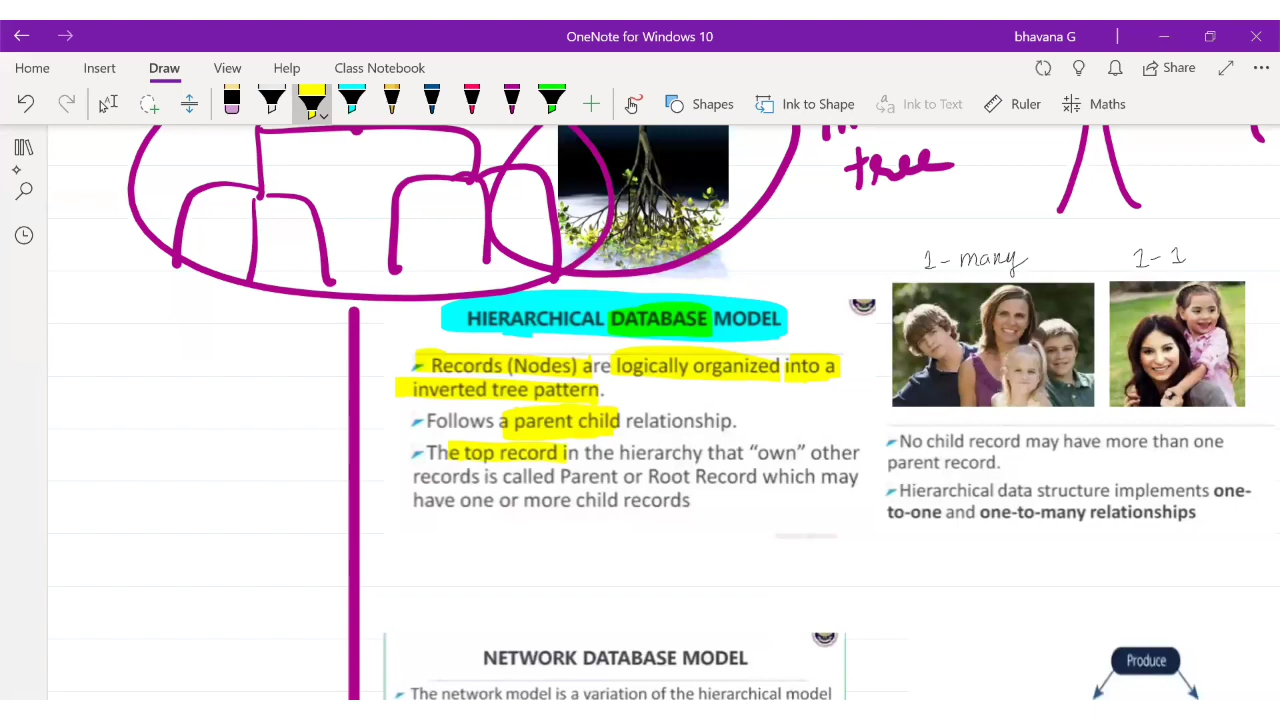 OneNote for Windows 10
bhavana G
Home Insert Draw View Help Class Notebook
Share
Shapes Ink to Shape Ink to Text Ruler Maths
tree
1 - many
1 - 1
HIERARCHICAL DATABASE MODEL
Records (Nodes) are logically organized into a
inverted tree pattern.
Follows a parent child relationship.
The top record in the hierarchy that “own” other
records is called Parent or Root Record which may
have one or more child records
No child record may have more than one
parent record.
Hierarchical data structure implements one-
to-one and one-to-many relationships
NETWORK DATABASE MODEL
The network model is a variation of the hierarchical model
Produce